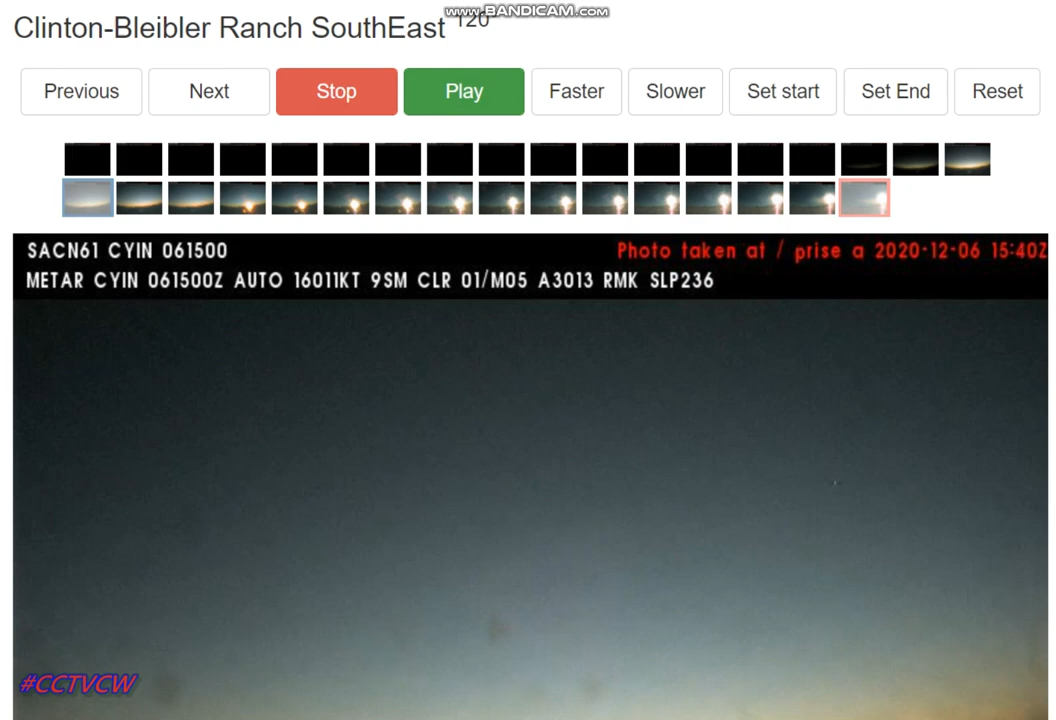 www.BANDICAM.com
Clinton-Bleibler Ranch SouthEast 120°
Previous Next Stop Play Faster Slower Set start Set End Reset
SACN61 CYIN 061500 Photo taken at / prise a 2020-12-06 15:40Z
METAR CYIN 061500Z AUTO 16011KT 9SM CLR 01/M05 A3013 RMK SLP236
#CCTVCW